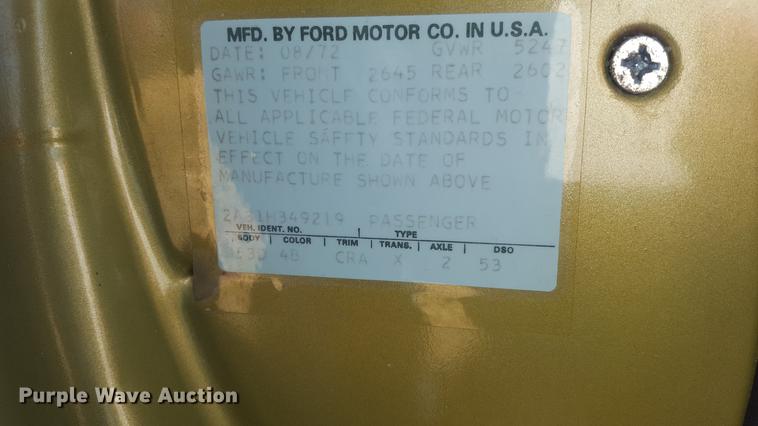 MFD. BY FORD MOTOR CO. IN U.S.A.
DATE: 08/72 GVWR 5247
GAWR: FRONT 2645 REAR 2602
THIS VEHICLE CONFORMS TO
ALL APPLICABLE FEDERAL MOTOR
VEHICLE SAFETY STANDARDS IN
EFFECT ON THE DATE OF
MANUFACTURE SHOWN ABOVE
2A31H349219 PASSENGER
VEH. IDENT. NO. TYPE
BODY COLOR TRIM TRANS. AXLE DSO
4B CRA X 2 53
Purple Wave Auction